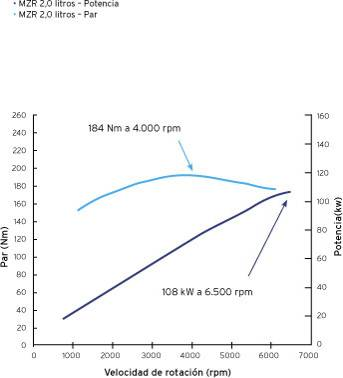 • MZR 2,0 litros – Potencia
• MZR 2,0 litros – Par
260
240
220
200
180
160
140
120
100
80
60
40
20
0
Par (Nm)
184 Nm a 4.000 rpm
108 kW a 6.500 rpm
160
140
120
100
80
60
40
20
0
Potencia(kw)
0 1000 2000 3000 4000 5000 6000 7000
Velocidad de rotación (rpm)